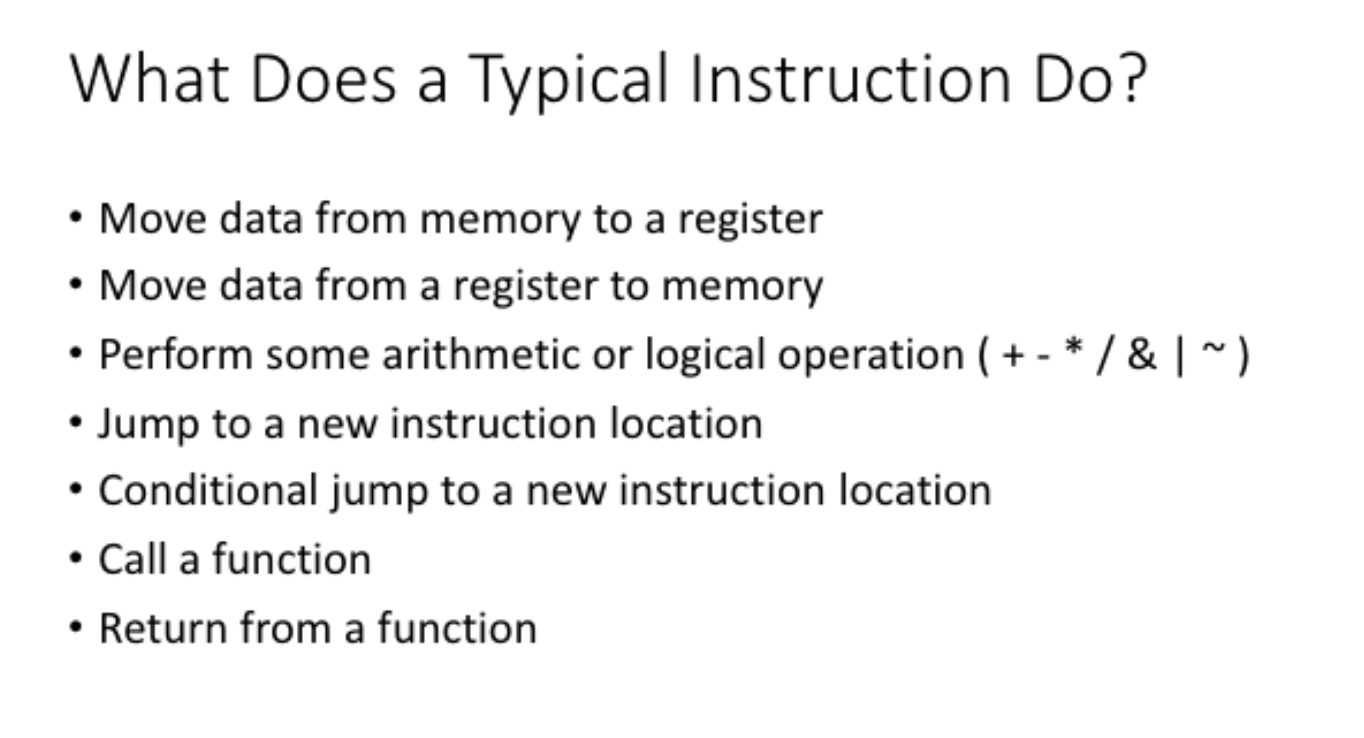 What Does a Typical Instruction Do?
• Move data from memory to a register
• Move data from a register to memory
• Perform some arithmetic or logical operation ( + - * / & | ~ )
• Jump to a new instruction location
• Conditional jump to a new instruction location
• Call a function
• Return from a function